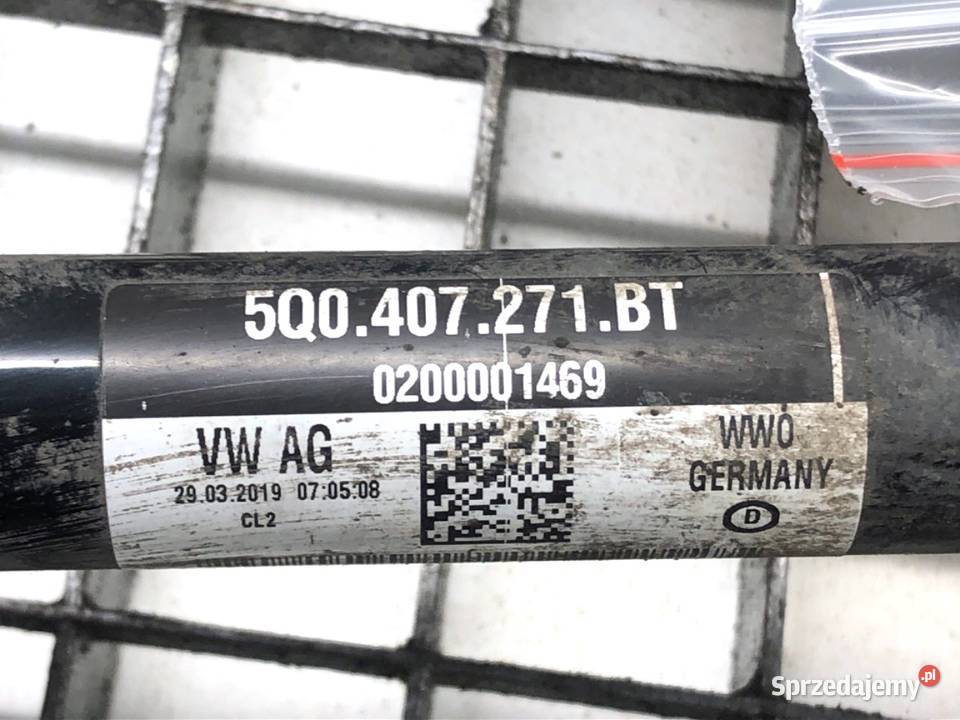 5Q0.407.271.BT
0200001469
VW AG
29.03.2019 07:05:08
CL2
WWO
GERMANY
D
Sprzedajemy.pl